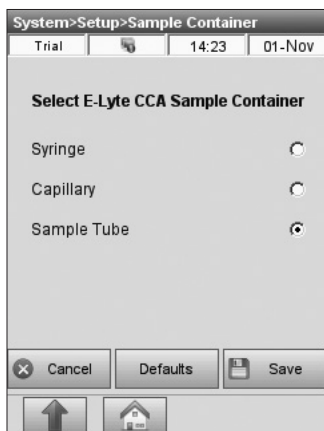 System>Setup>Sample Container
Trial 14:23 01-Nov
Select E-Lyte CCA Sample Container
Syringe
Capillary
Sample Tube
Cancel Defaults Save